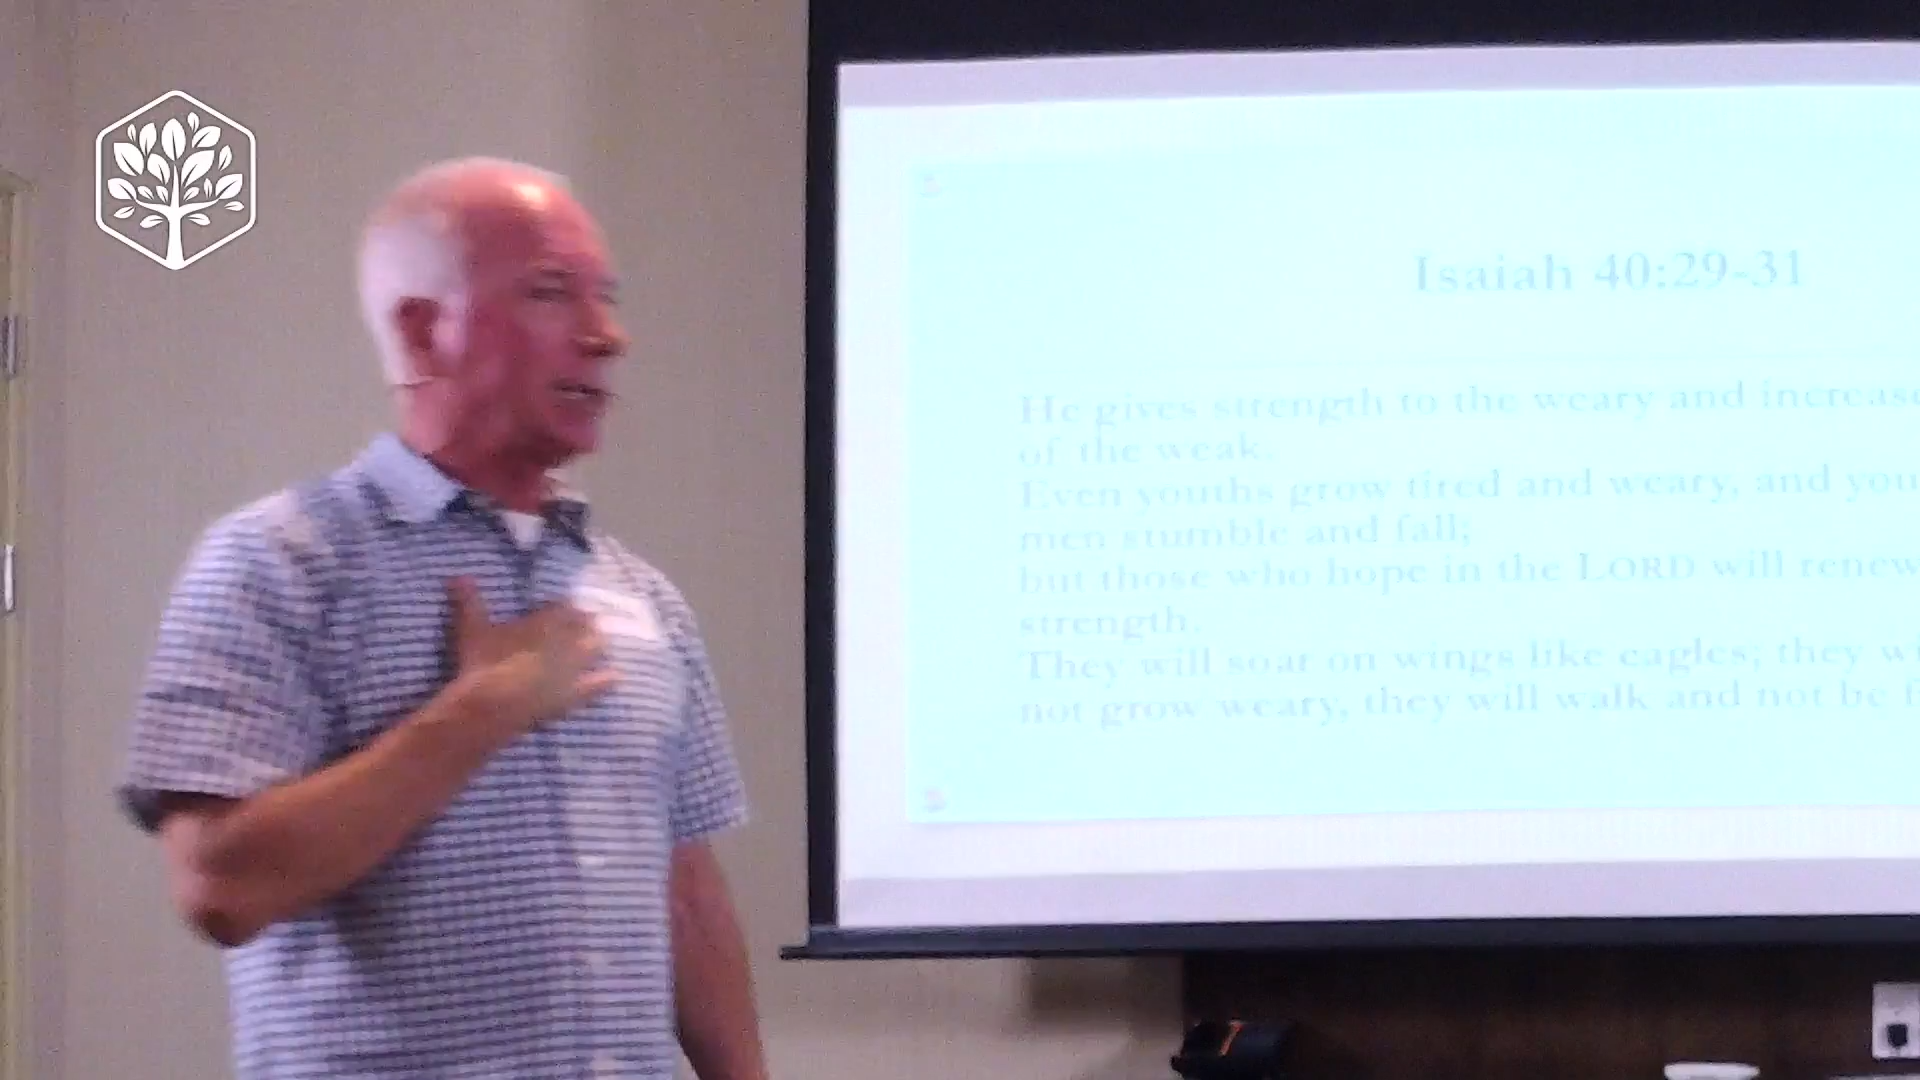 Isaiah 40:29-31
He gives strength to the weary and increase
of the weak.
Even youths grow tired and weary, and you
men stumble and fall;
but those who hope in the LORD will renew
strength.
They will soar on wings like eagles; they wi
not grow weary, they will walk and not be f